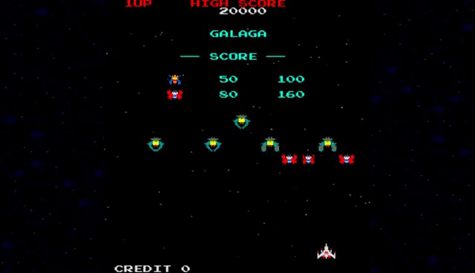 1UP HIGH SCORE
20000
GALAGA
— SCORE —
50 100
80 160
CREDIT 0